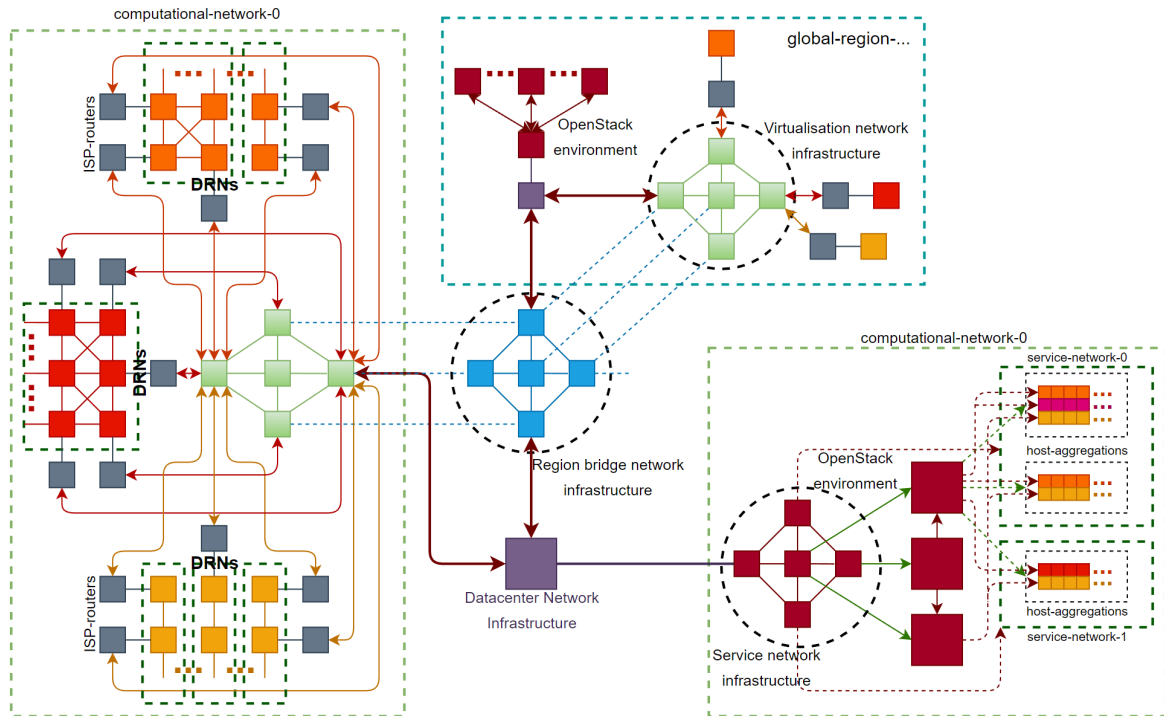 computational-network-0
global-region-...
ISP-routers
DRNs
OpenStack
environment
Virtualisation network
infrastructure
DRNs
Region bridge network
infrastructure
DRNs
ISP-routers
Datacenter Network
Infrastructure
computational-network-0
service-network-0
host-aggregations
OpenStack
environment
host-aggregations
service-network-1
Service network
infrastructure